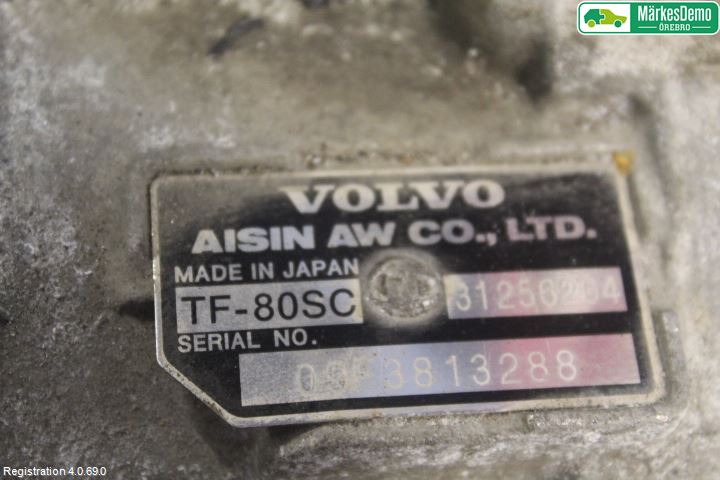 MärkesDemo
ÖREBRO
VOLVO
AISIN AW CO., LTD.
MADE IN JAPAN
TF-80SC 31256204
SERIAL NO.
09F3813288
Registration 4.0.69.0